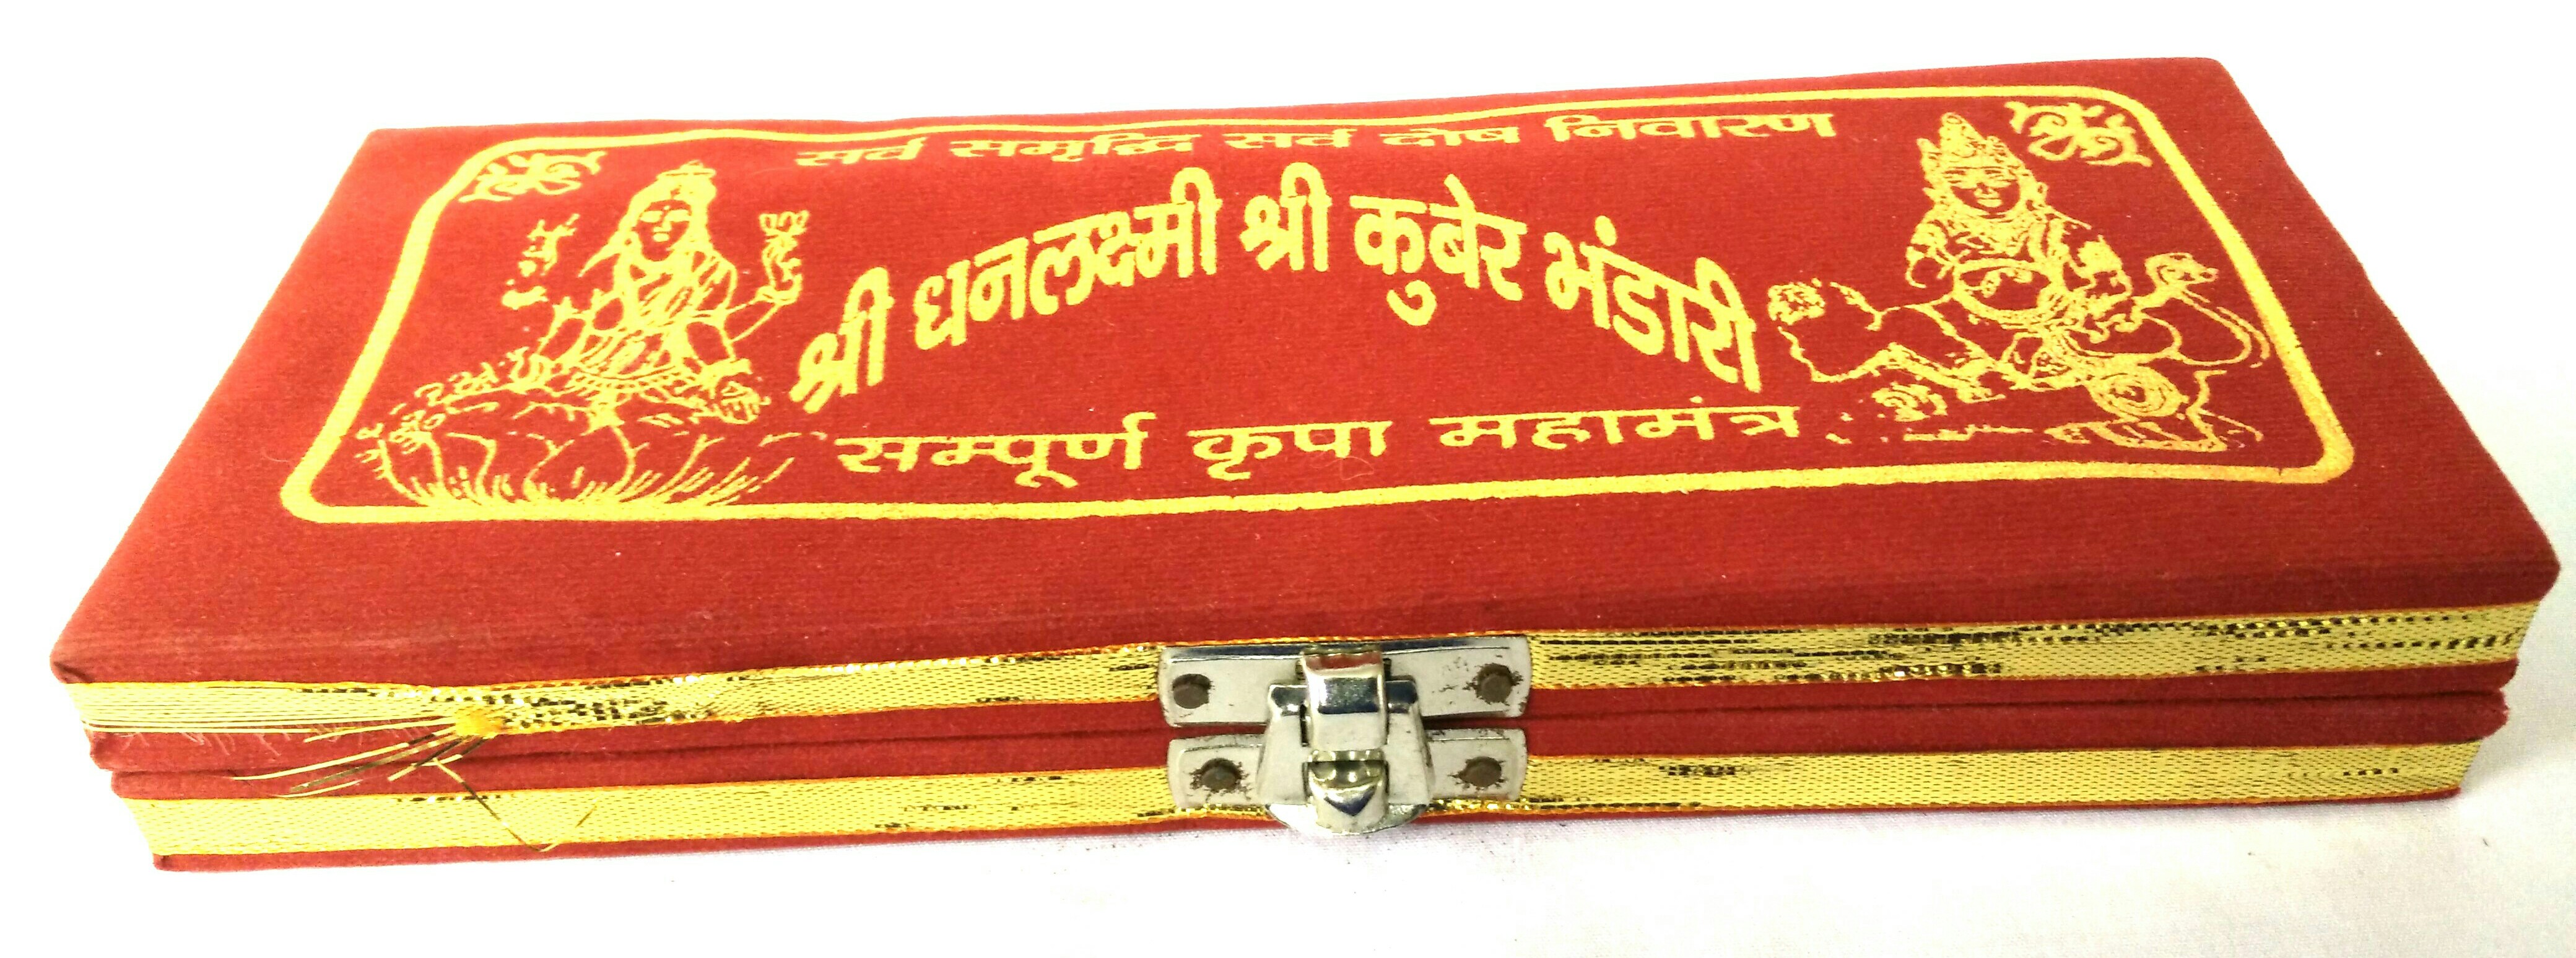 सर्व समृद्धि सर्व दोष निवारण
श्री धनलक्ष्मी श्री कुबेर भंडारी
सम्पूर्ण कृपा महामंत्र